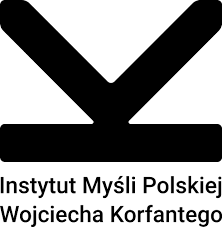 Instytut Myśli Polskiej
Wojciecha Korfantego